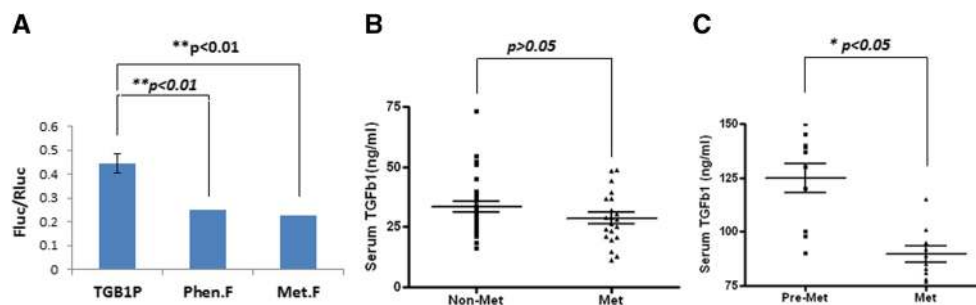 A
**p<0.01
**p<0.01
0.6
0.5
0.4
0.3
0.2
0.1
0
Fluc/Rluc
TGB1P Phen.F Met.F
B
p>0.05
75
50
25
0
Serum TGFb1(ng/ml)
Non-Met Met
C
* p<0.05
150
125
90
75
Serum TGFb1 (ng/ml)
Pre-Met Met